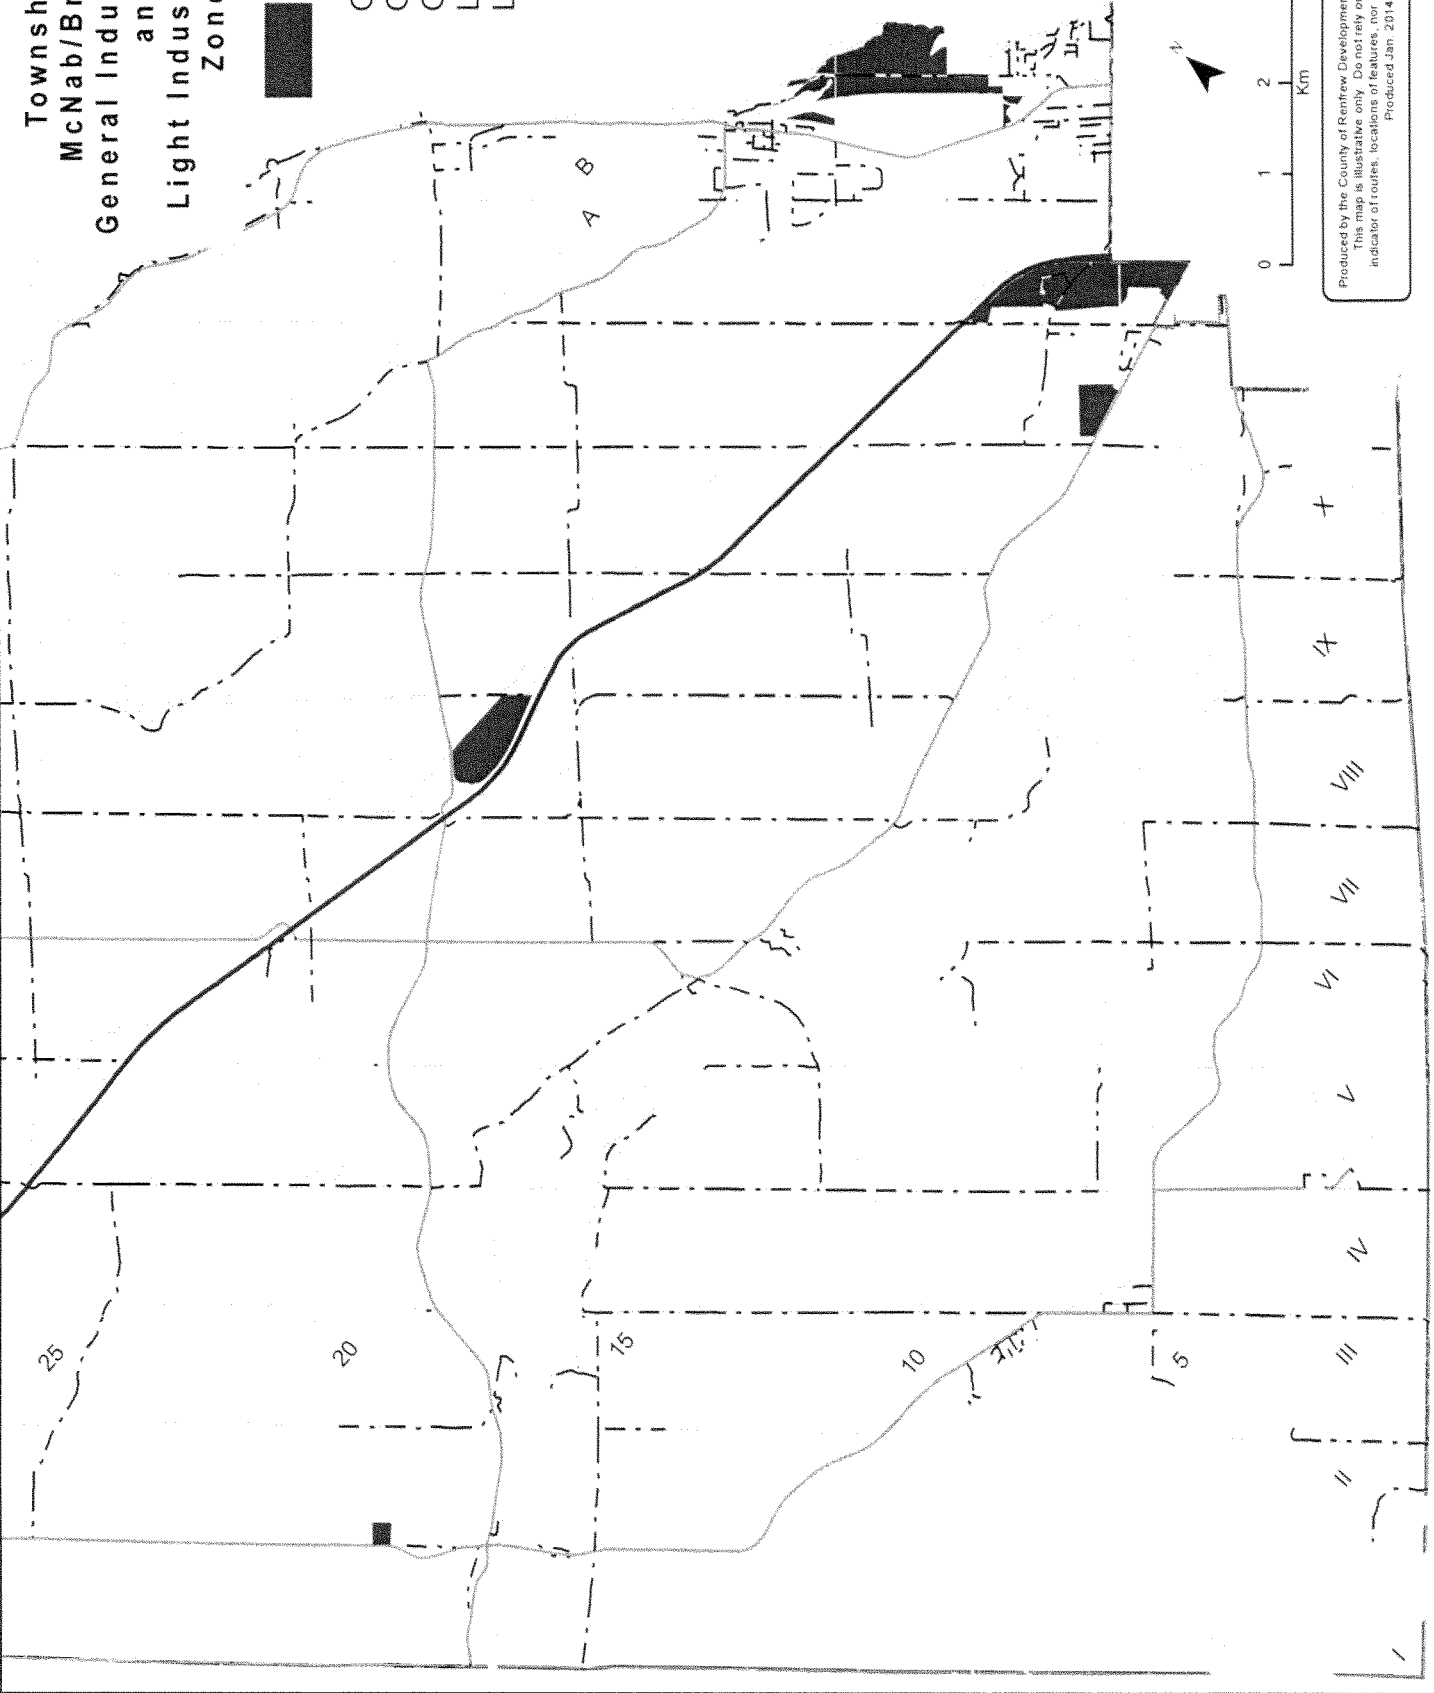 Townsh
McNab/Br
General Indu
an
Light Indus
Zone
A
B
25
20
15
10
5
X
IX
VIII
VII
VI
V
IV
III
II
I
N
0 1 2
Km
Produced by the County of Renfrew Developmen
This map is illustrative only. Do not rely o
indicator of routes, locations of features, nor
Produced Jan. 2014